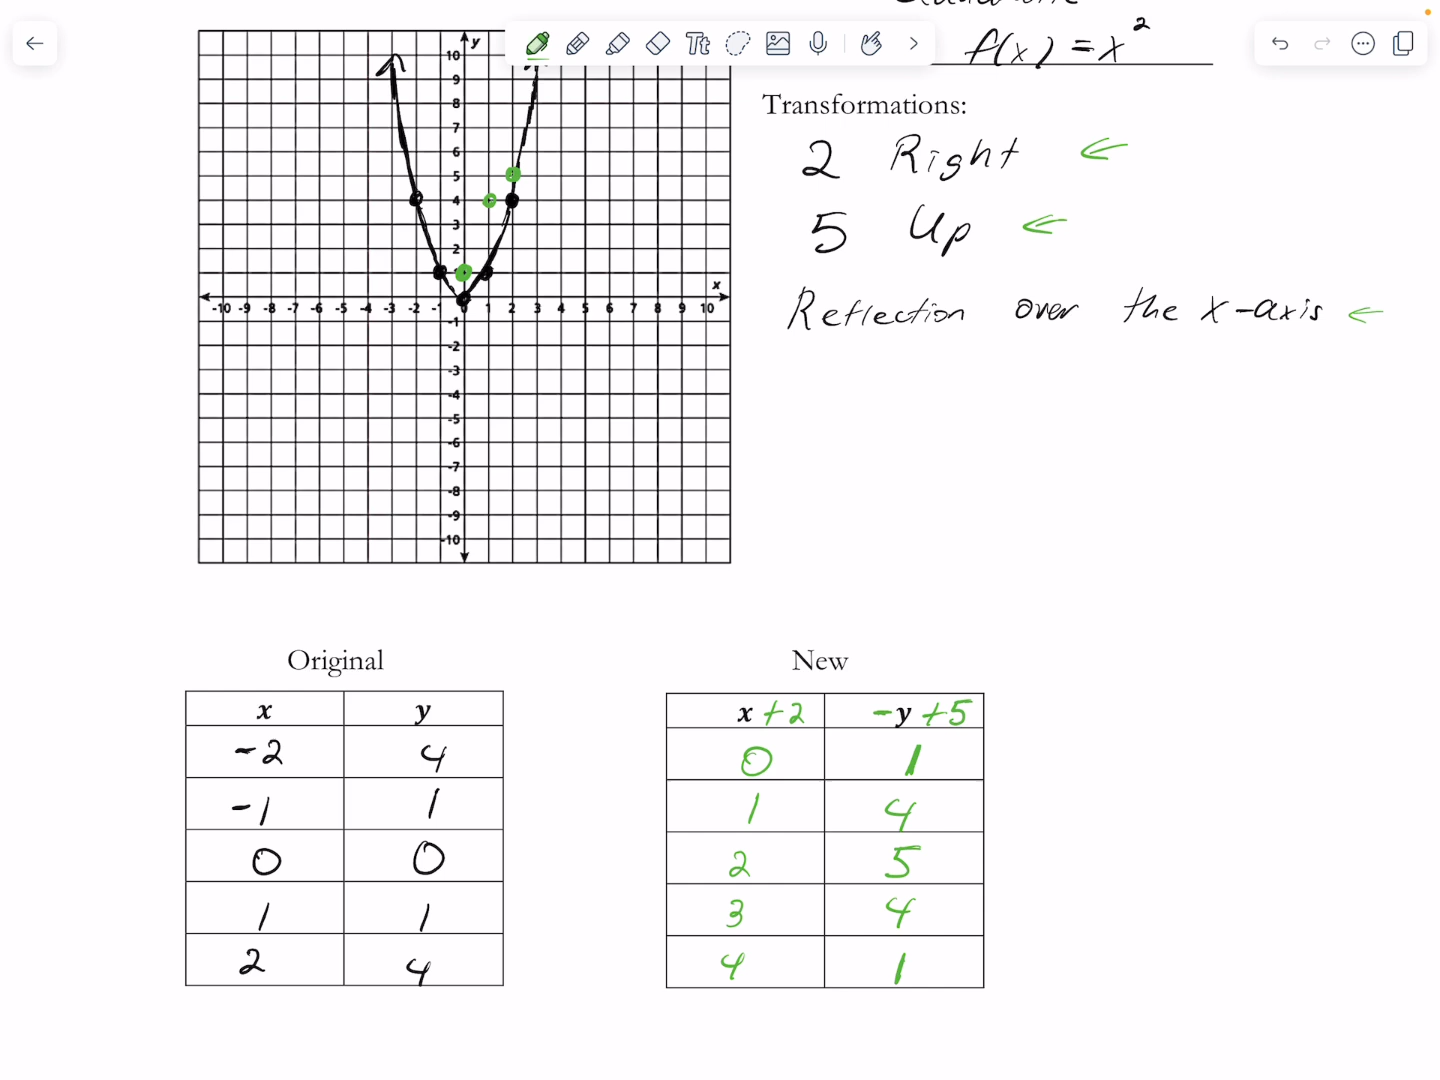 f(x) = x²
Transformations:
2 Right ←
5 Up ←
Reflection over the x-axis ←
Tt
y
10
9
8
7
6
5
4
3
2
x
-10 -9 -8 -7 -6 -5 -4 -3 -2 0 1 2 3 4 5 6 7 8 9 10
-1
-2
-3
-4
-5
-6
-7
-8
-9
-10
Original
x y
-2 4
-1 1
0 0
1 1
2 4
New
x + 2 -y + 5
0 1
1 4
2 5
3 4
4 1